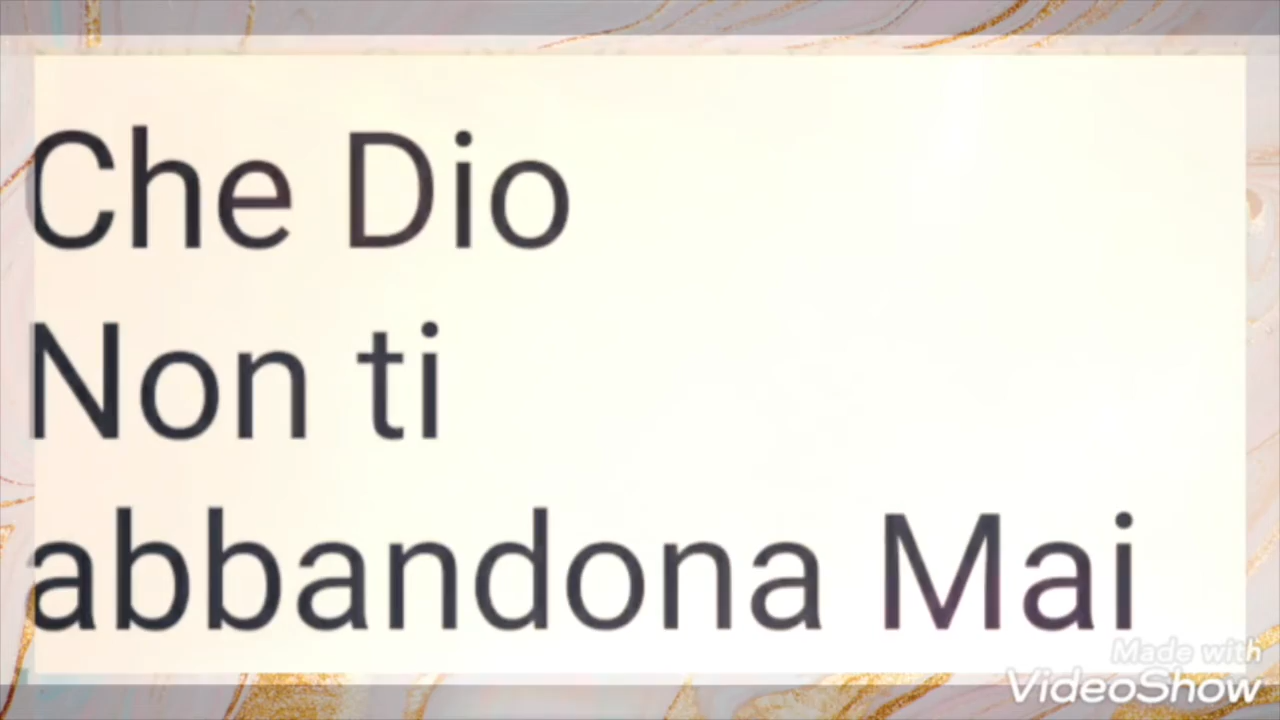 Che Dio
Non ti
abbandona Mai
Made with
VideoShow